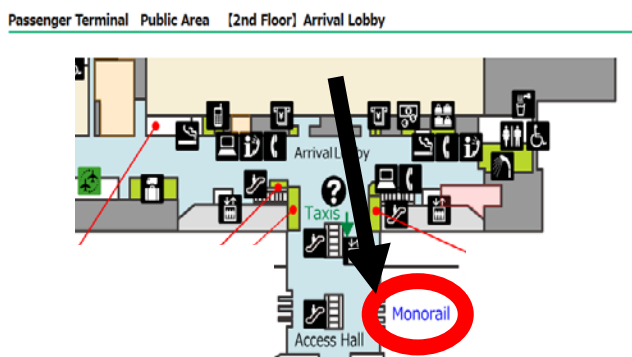 Passenger Terminal Public Area 【2nd Floor】 Arrival Lobby
Arrival Lobby
?
Taxis
Monorail
Access Hall